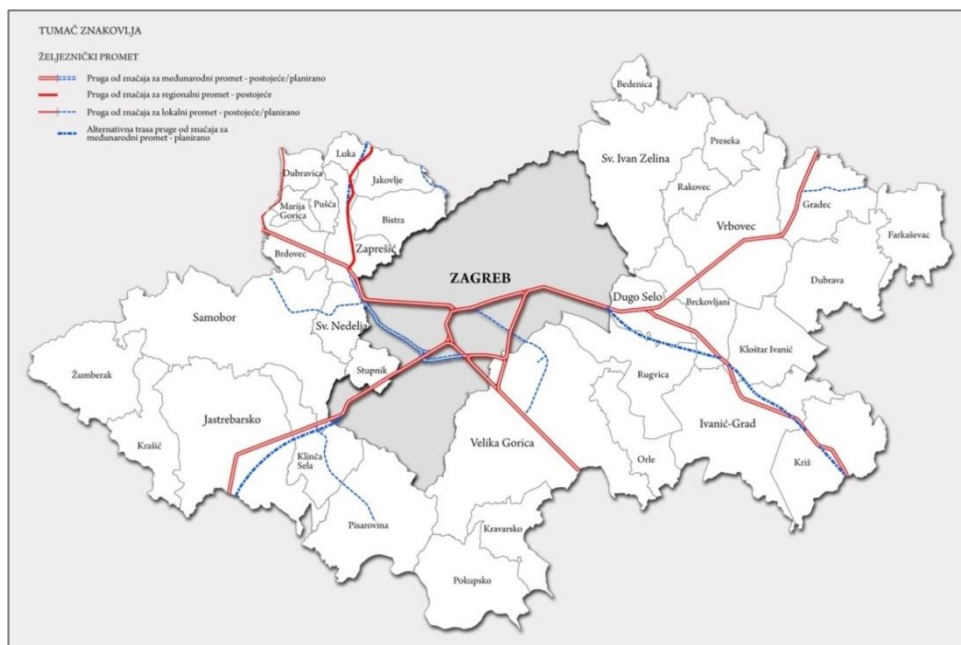 TUMAČ ZNAKOVLJA
ŽELJEZNIČKI PROMET
Pruga od značaja za međunarodni promet - postojeće/planirano
Pruga od značaja za regionalni promet - postojeće
Pruga od značaja za lokalni promet - postojeće/planirano
Alternativna trasa pruge od značaja za
međunarodni promet - planirano
Bedenica
Preseka
Luka
Sv. Ivan Zelina
Dubravica
Jakovlje
Rakovec
Pušća
Gradec
Marija
Gorica
Bistra
Vrbovec
Farkaševac
Brdovec
Zaprešić
ZAGREB
Dubrava
Dugo Selo
Brckovljani
Samobor
Sv. Nedelja
Kloštar Ivanić
Stupnik
Rugvica
Žumberak
Jastrebarsko
Velika Gorica
Ivanić-Grad
Krašić
Klinča
Sela
Orle
Križ
Pisarovina
Kravarsko
Pokupsko